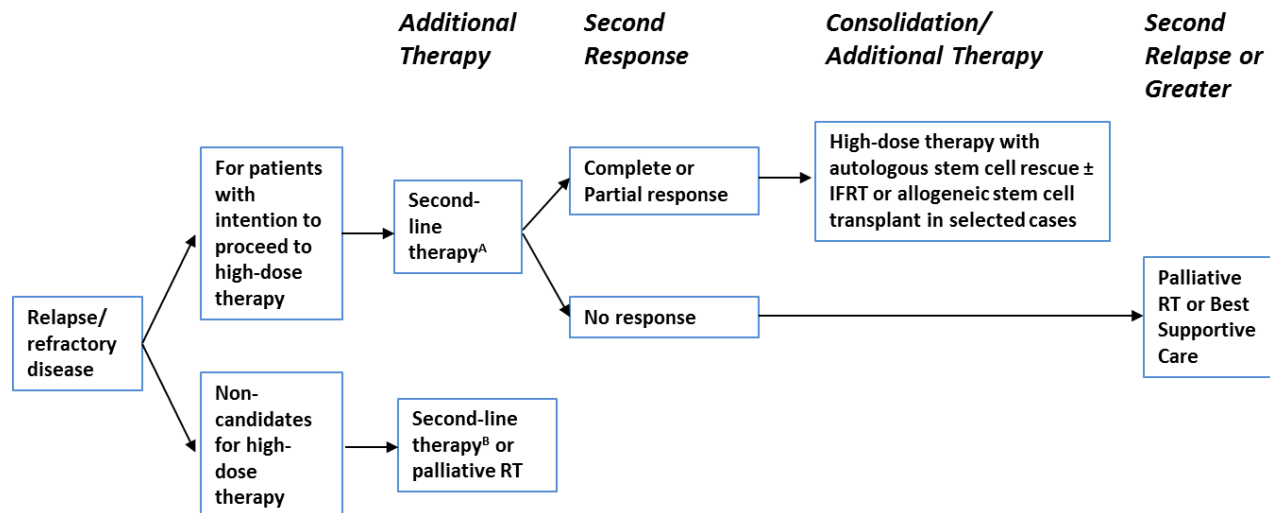 Additional
Therapy
Second
Response
Consolidation/
Additional Therapy
Second
Relapse or
Greater
Relapse/
refractory
disease
For patients
with
intention to
proceed to
high-dose
therapy
Second-
line
therapyᴬ
Complete or
Partial response
High-dose therapy with
autologous stem cell rescue ±
IFRT or allogeneic stem cell
transplant in selected cases
No response
Palliative
RT or Best
Supportive
Care
Non-
candidates
for high-
dose
therapy
Second-line
therapyᴮ or
palliative RT